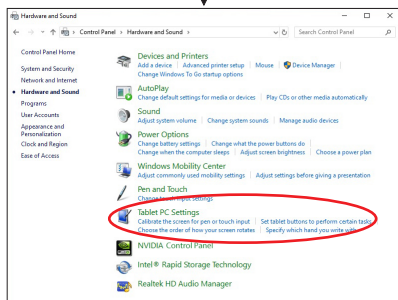 Hardware and Sound
Control Panel > Hardware and Sound >
Search Control Panel
Control Panel Home
System and Security
Network and Internet
Hardware and Sound
Programs
User Accounts
Appearance and
Personalization
Clock and Region
Ease of Access
Devices and Printers
Add a device | Advanced printer setup | Mouse | Device Manager |
Change Windows To Go startup options
AutoPlay
Change default settings for media or devices | Play CDs or other media automatically
Sound
Adjust system volume | Change system sounds | Manage audio devices
Power Options
Change battery settings | Change what the power buttons do |
Change when the computer sleeps | Adjust screen brightness | Choose a power plan
Windows Mobility Center
Adjust commonly used mobility settings | Adjust settings before giving a presentation
Pen and Touch
Change touch input settings
Tablet PC Settings
Calibrate the screen for pen or touch input | Set tablet buttons to perform certain tasks
Choose the order of how your screen rotates | Specify which hand you write with
NVIDIA Control Panel
Intel® Rapid Storage Technology
Realtek HD Audio Manager